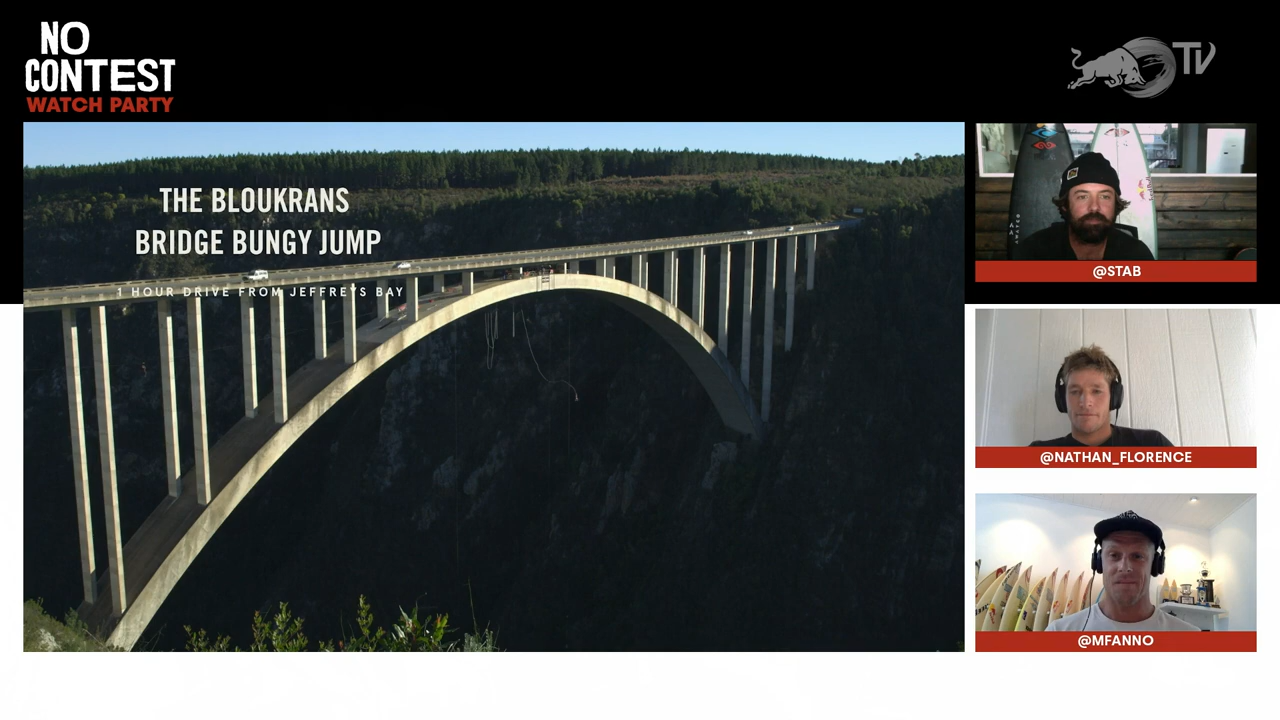 NO
CONTEST
WATCH PARTY
TV
THE BLOUKRANS
BRIDGE BUNGY JUMP
1 HOUR DRIVE FROM JEFFREYS BAY
@STAB
@NATHAN_FLORENCE
@MFANNO